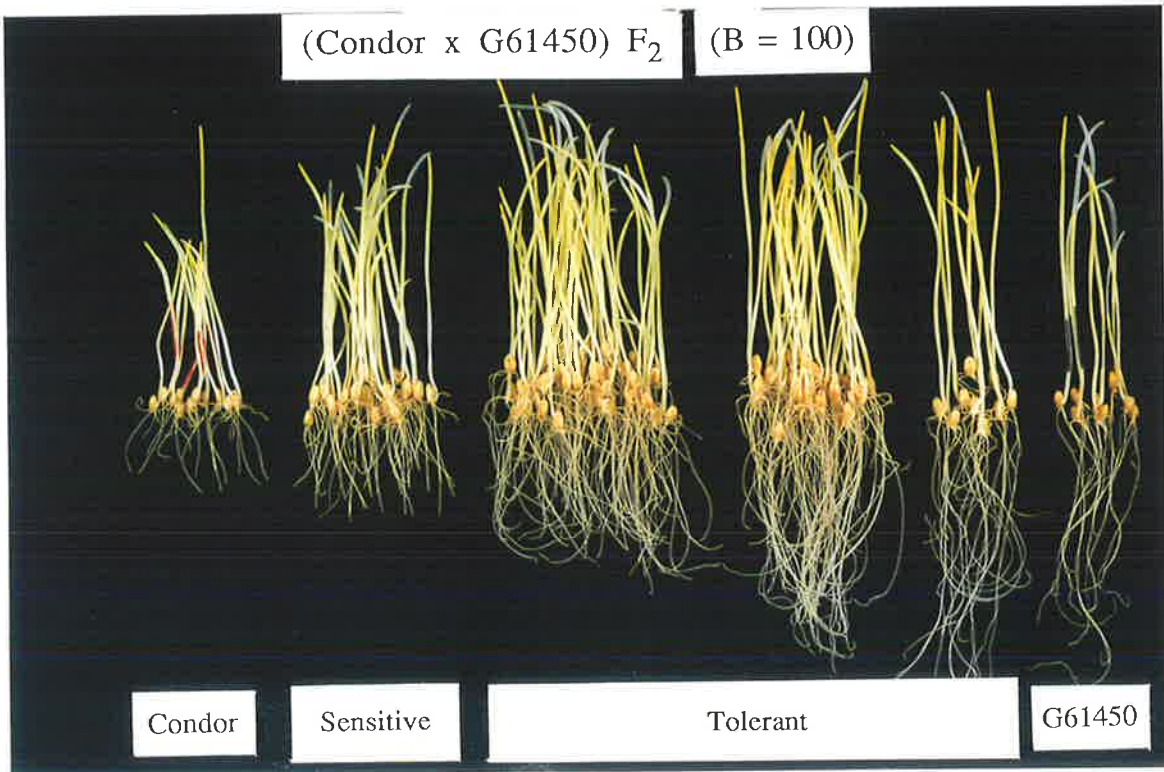 (Condor x G61450) F2 (B = 100)
Condor Sensitive Tolerant G61450